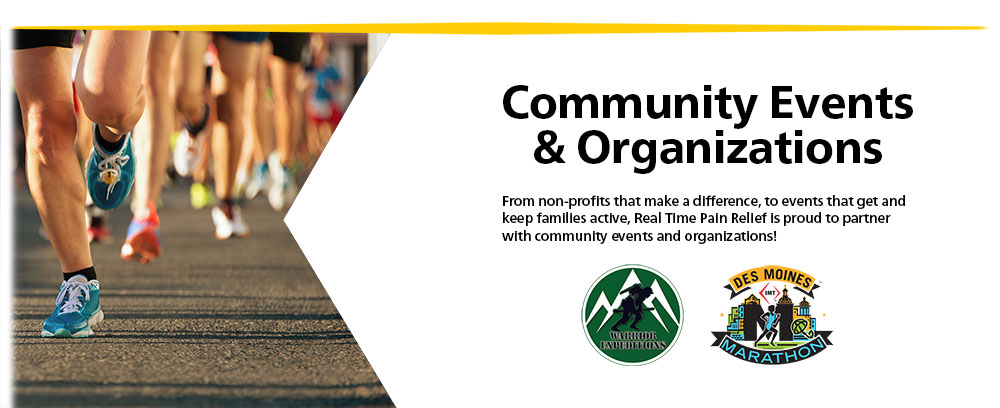 Community Events
& Organizations
From non-profits that make a difference, to events that get and
keep families active, Real Time Pain Relief is proud to partner
with community events and organizations!
WARRIOR
EXPEDITIONS
DES MOINES
IMT
M
MARATHON